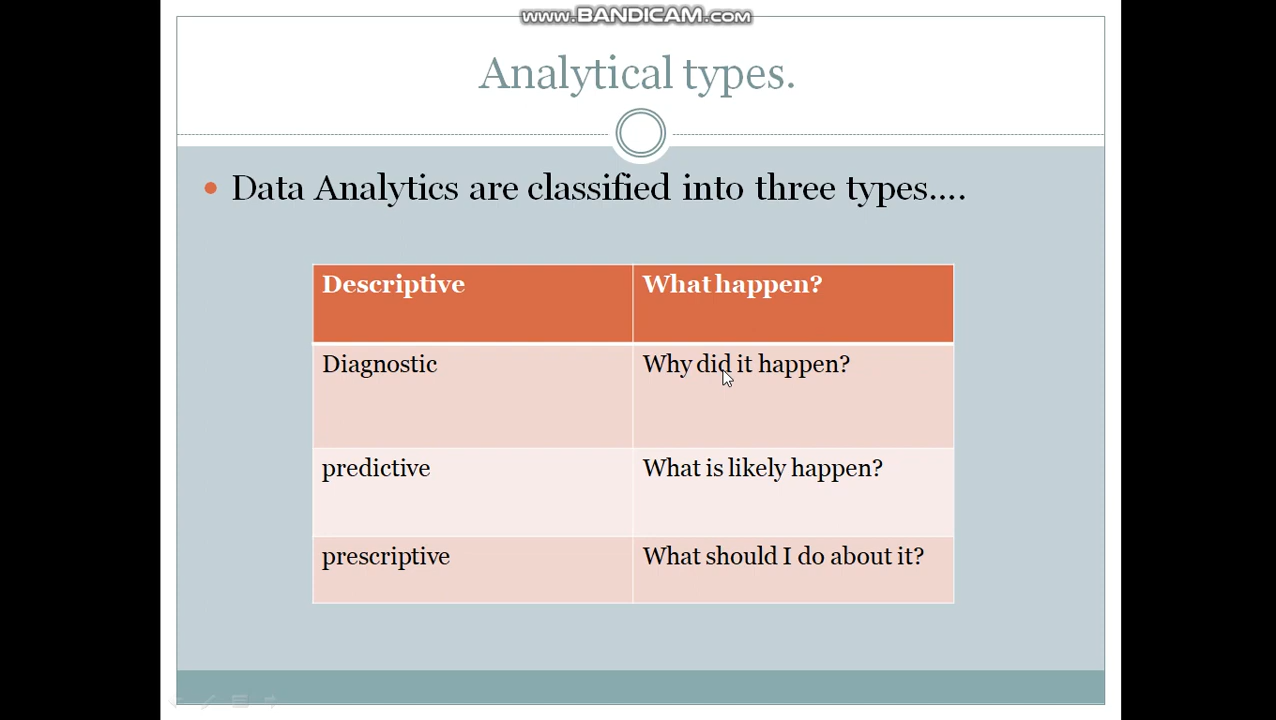 www.BANDICAM.com
Analytical types.
Data Analytics are classified into three types....
Descriptive What happen?
Diagnostic Why did it happen?
predictive What is likely happen?
prescriptive What should I do about it?